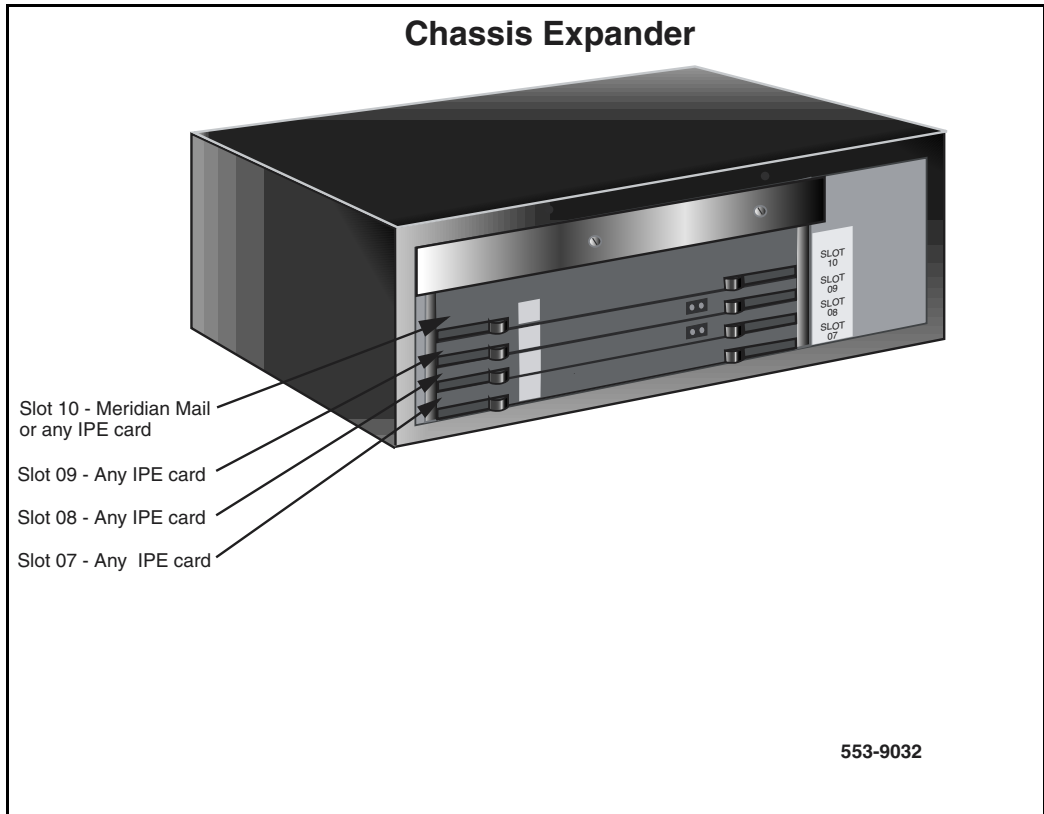 Chassis Expander
SLOT
10
SLOT
09
SLOT
08
SLOT
07
Slot 10 - Meridian Mail
or any IPE card
Slot 09 - Any IPE card
Slot 08 - Any IPE card
Slot 07 - Any  IPE card
553-9032